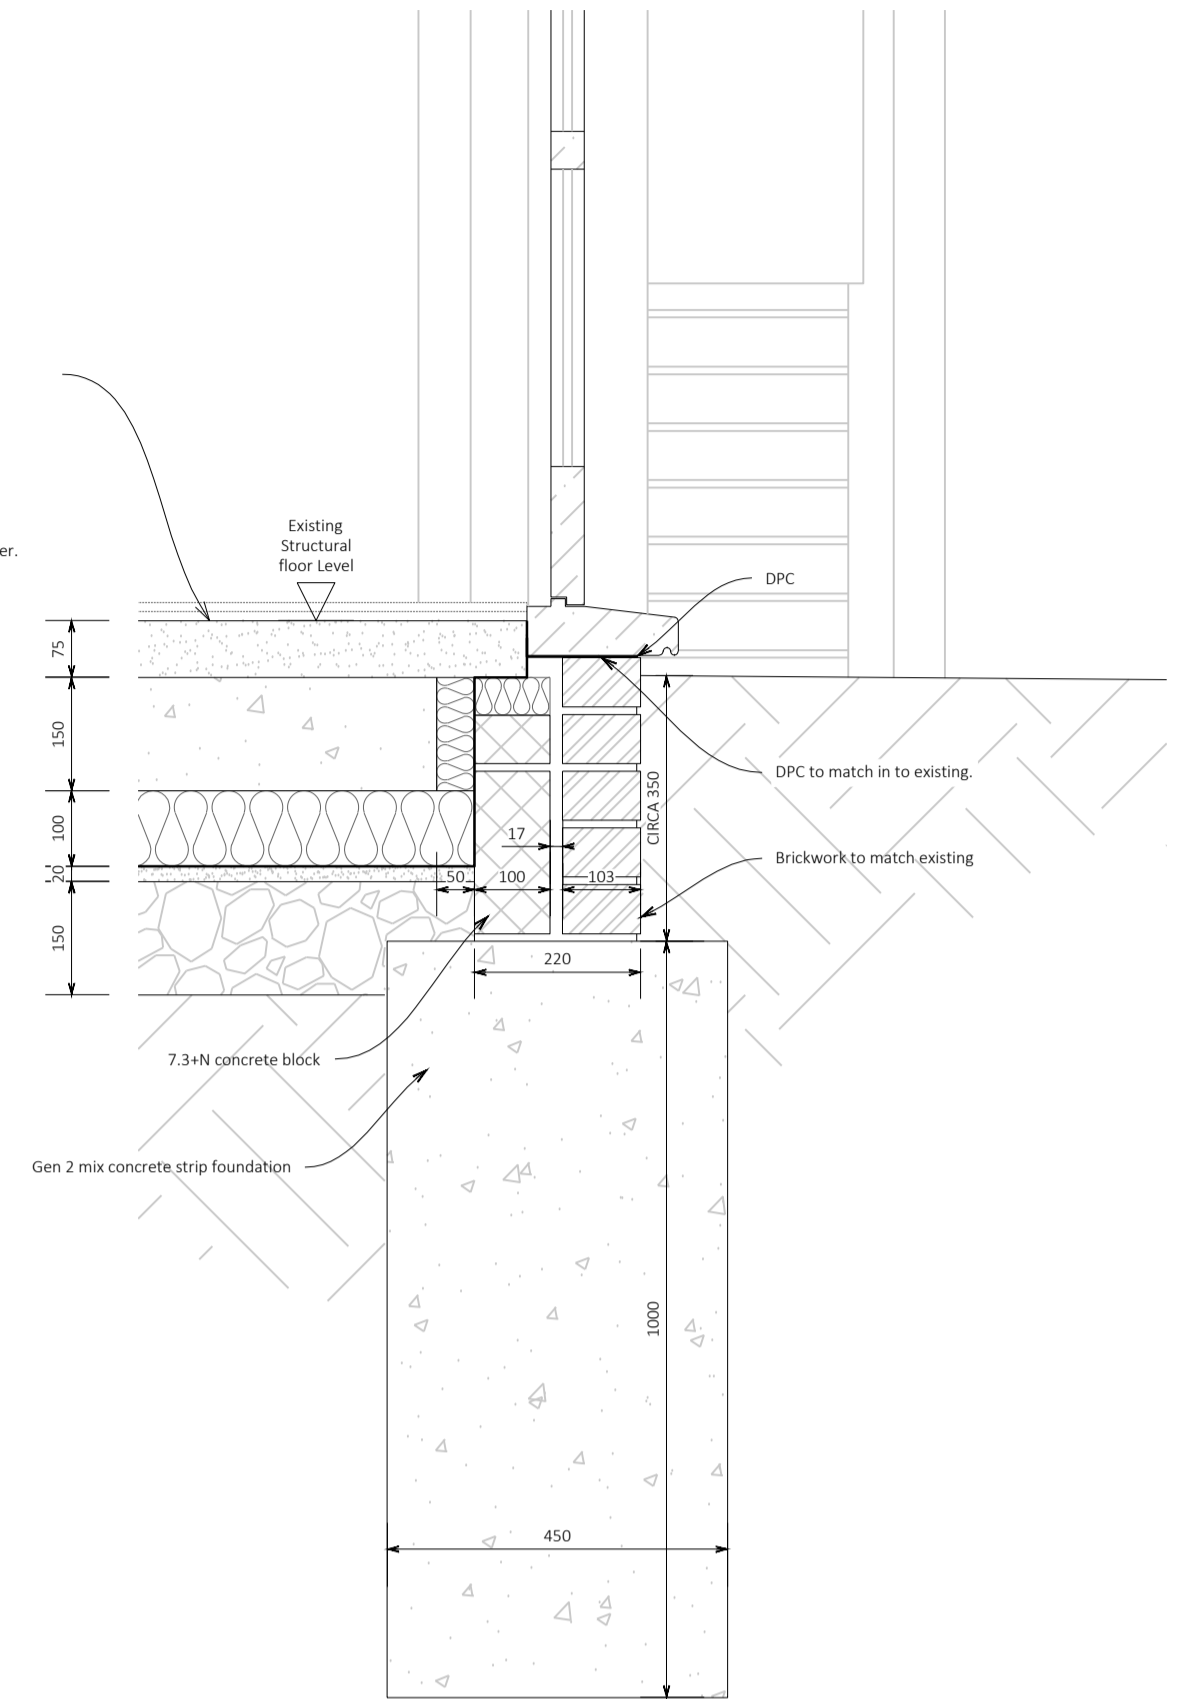 er.
Existing
Structural
floor Level
DPC
75
150
100
20
150
DPC to match in to existing.
CIRCA 350
17
Brickwork to match existing
50
100
103
220
7.3+N concrete block
Gen 2 mix concrete strip foundation
1000
450